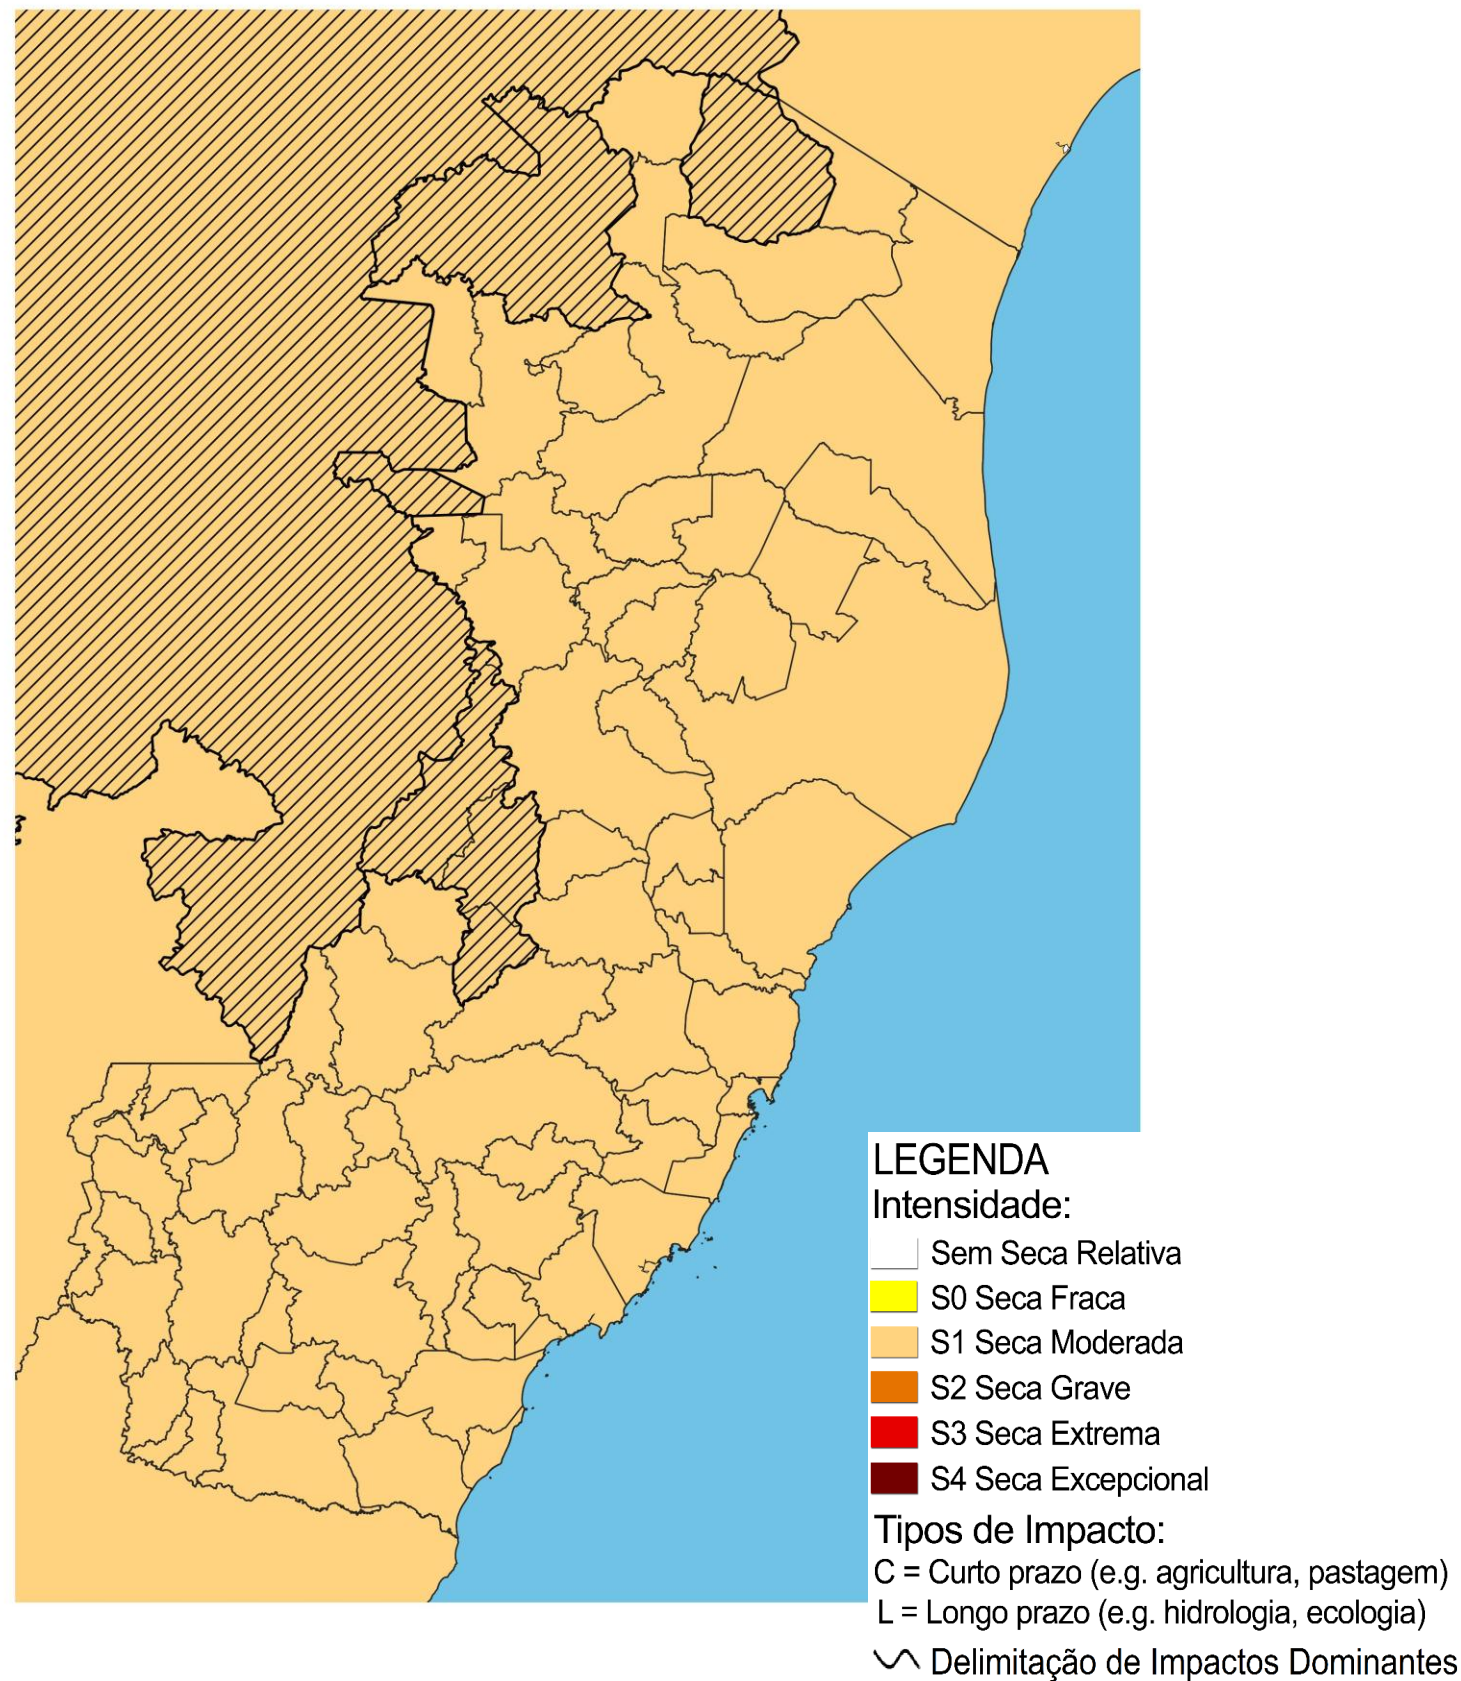 LEGENDA
Intensidade:
Sem Seca Relativa
S0 Seca Fraca
S1 Seca Moderada
S2 Seca Grave
S3 Seca Extrema
S4 Seca Excepcional
Tipos de Impacto:
C = Curto prazo (e.g. agricultura, pastagem)
L = Longo prazo (e.g. hidrologia, ecologia)
Delimitação de Impactos Dominantes